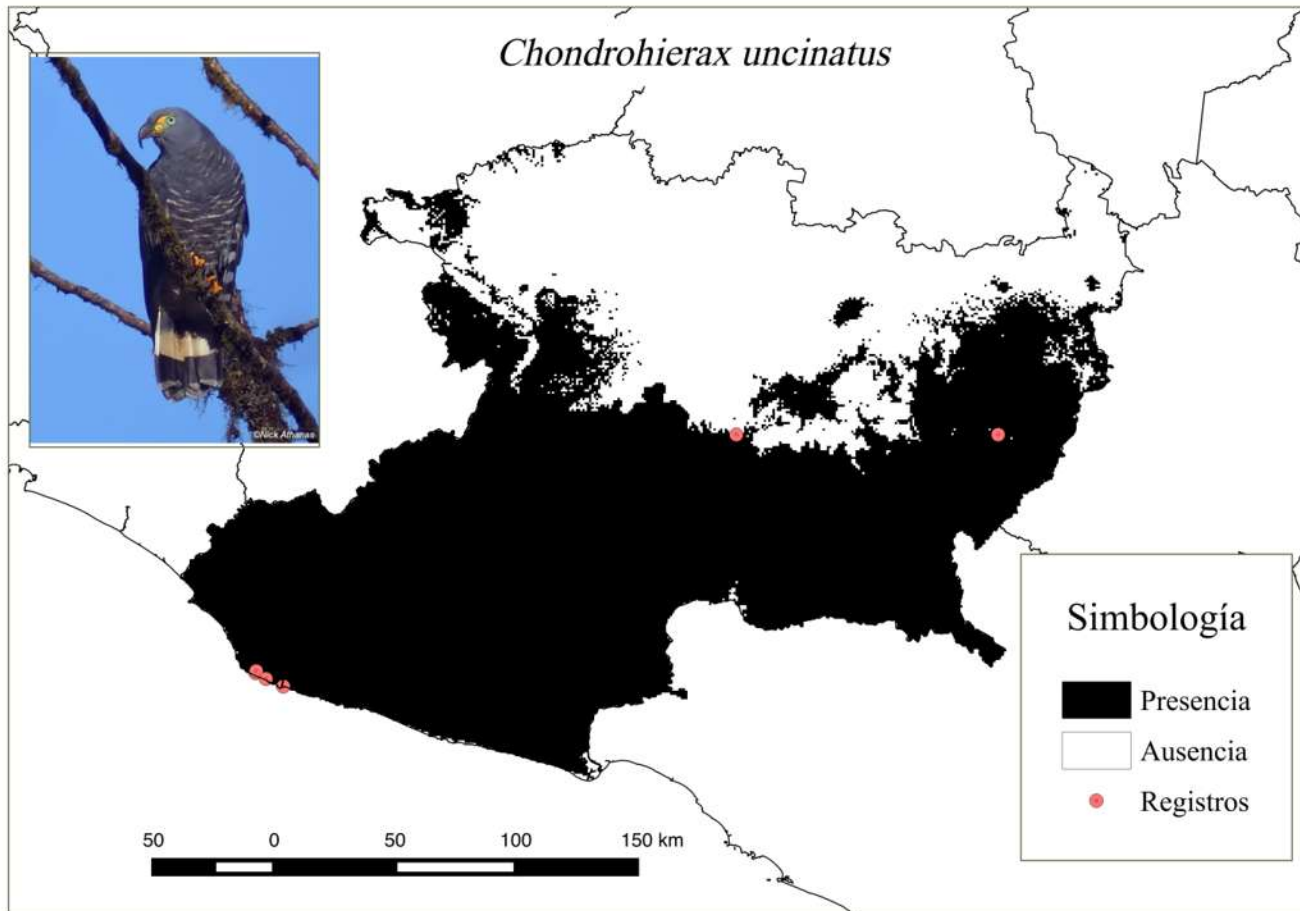 Chondrohierax uncinatus
©Nick Athanas
Simbología
Presencia
Ausencia
Registros
50 0 50 100 150 km